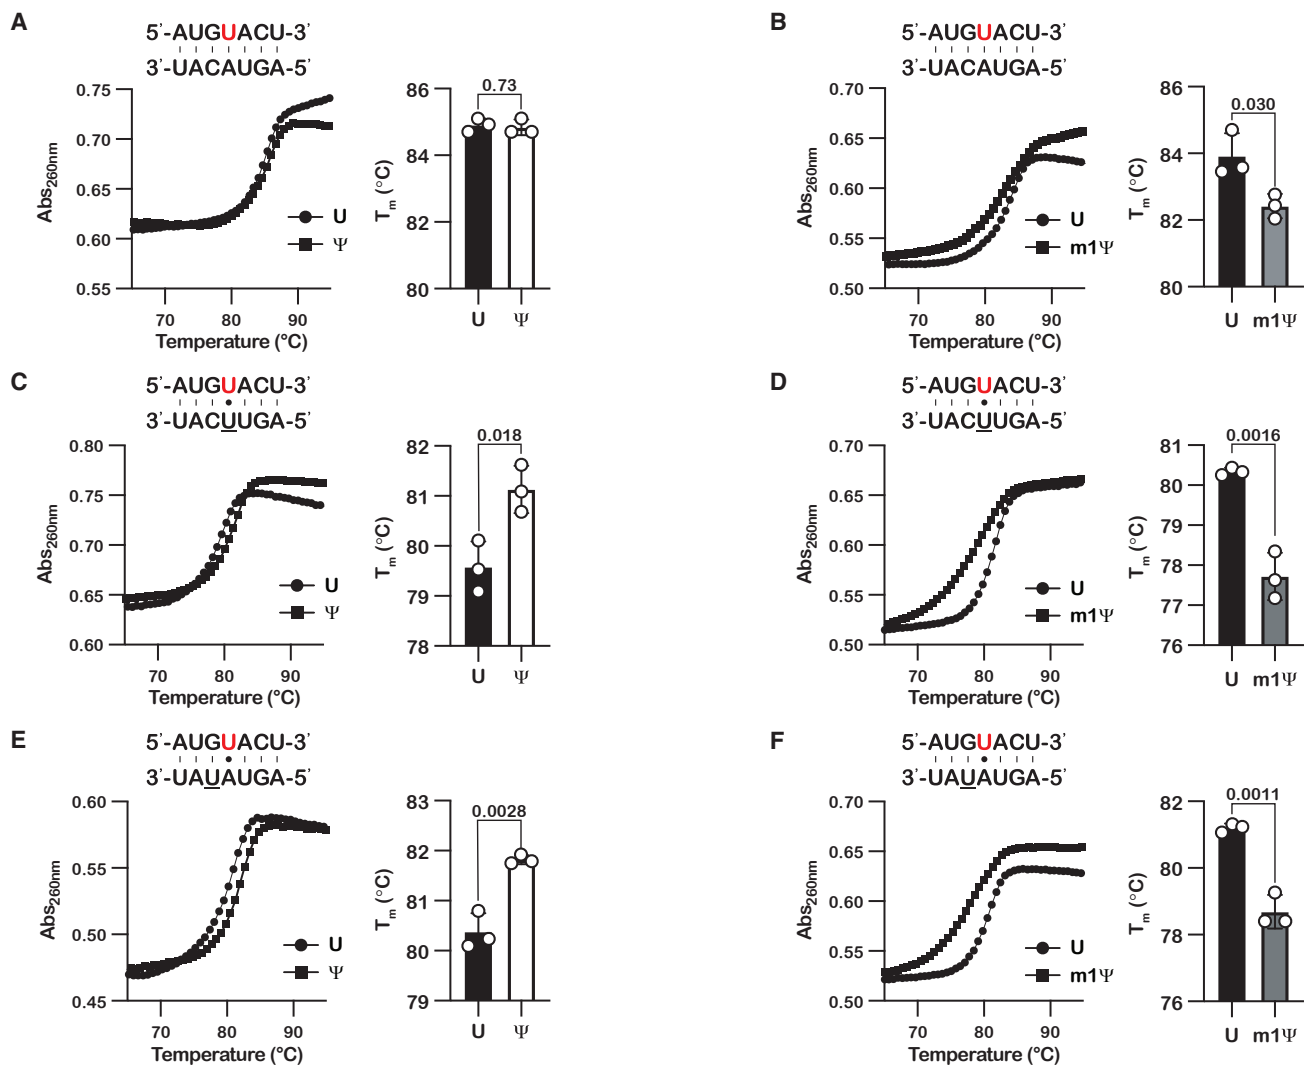 A
5'-AUGUACU-3'
3'-UACAUGA-5'
0.75
0.70
0.65
0.60
0.55
Abs260nm
U
Ψ
70 80 90
Temperature (°C)
86
84
82
80
Tm (°C)
0.73
U Ψ
B
5'-AUGUACU-3'
3'-UACAUGA-5'
0.70
0.65
0.60
0.55
0.50
Abs260nm
U
m1Ψ
70 80 90
Temperature (°C)
86
84
82
80
Tm (°C)
0.030
U m1Ψ
C
5'-AUGUACU-3'
3'-UACUUGA-5'
0.80
0.75
0.70
0.65
0.60
Abs260nm
U
Ψ
70 80 90
Temperature (°C)
82
81
80
79
78
Tm (°C)
0.018
U Ψ
D
5'-AUGUACU-3'
3'-UACUUGA-5'
0.70
0.65
0.60
0.55
0.50
Abs260nm
U
m1Ψ
70 80 90
Temperature (°C)
81
80
79
78
77
76
Tm (°C)
0.0016
U m1Ψ
E
5'-AUGUACU-3'
3'-UAUAUGA-5'
0.60
0.55
0.50
0.45
Abs260nm
U
Ψ
70 80 90
Temperature (°C)
83
82
81
80
79
Tm (°C)
0.0028
U Ψ
F
5'-AUGUACU-3'
3'-UAUAUGA-5'
0.70
0.65
0.60
0.55
0.50
Abs260nm
U
m1Ψ
70 80 90
Temperature (°C)
82
80
78
76
Tm (°C)
0.0011
U m1Ψ